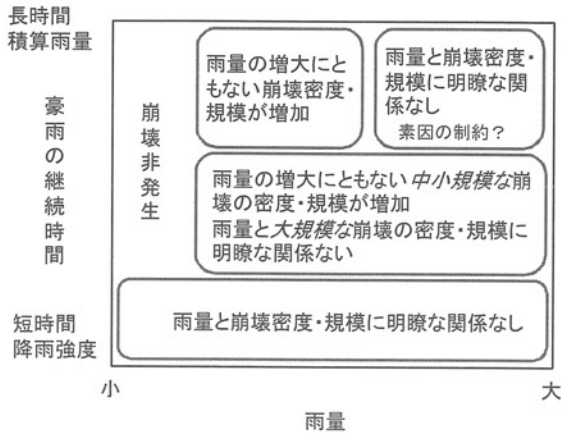 長時間
積算雨量
豪雨の継続時間
短時間
降雨強度
崩壊非発生
雨量の増大にと
もない崩壊密度・
規模が増加
雨量と崩壊密度・
規模に明瞭な関
係なし
素因の制約？
雨量の増大にともない中小規模な崩
壊の密度・規模が増加
雨量と大規模な崩壊の密度・規模に
明瞭な関係ない
雨量と崩壊密度・規模に明瞭な関係なし
小
大
雨量